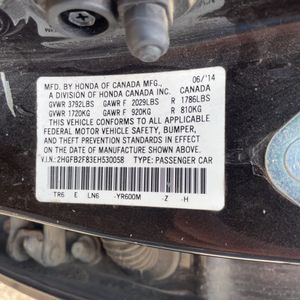 MFD. BY HONDA OF CANADA MFG., 06/'14
A DIVISION OF HONDA CANADA INC. CANADA
GVWR 3792LBS GAWR F 2029LBS R 1786LBS
GVWR 1720KG GAWR F 920KG R 810KG
THIS VEHICLE CONFORMS TO ALL APPLICABLE
FEDERAL MOTOR VEHICLE SAFETY, BUMPER,
AND THEFT PREVENTION STANDARDS IN EFFECT ON
THE DATE OF MANUFACTURE SHOWN ABOVE.
V.I.N.: 2HGFB2F83EH530058 TYPE: PASSENGER CAR
TR6 E LN6 -YR600M -Z -H